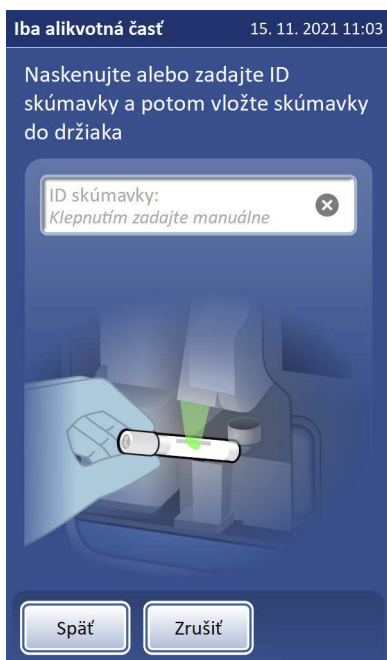 Iba alikvotná časť 15. 11. 2021 11:03
Naskenujte alebo zadajte ID
skúmavky a potom vložte skúmavky
do držiaka
ID skúmavky:
Klepnutím zadajte manuálne
Späť Zrušiť